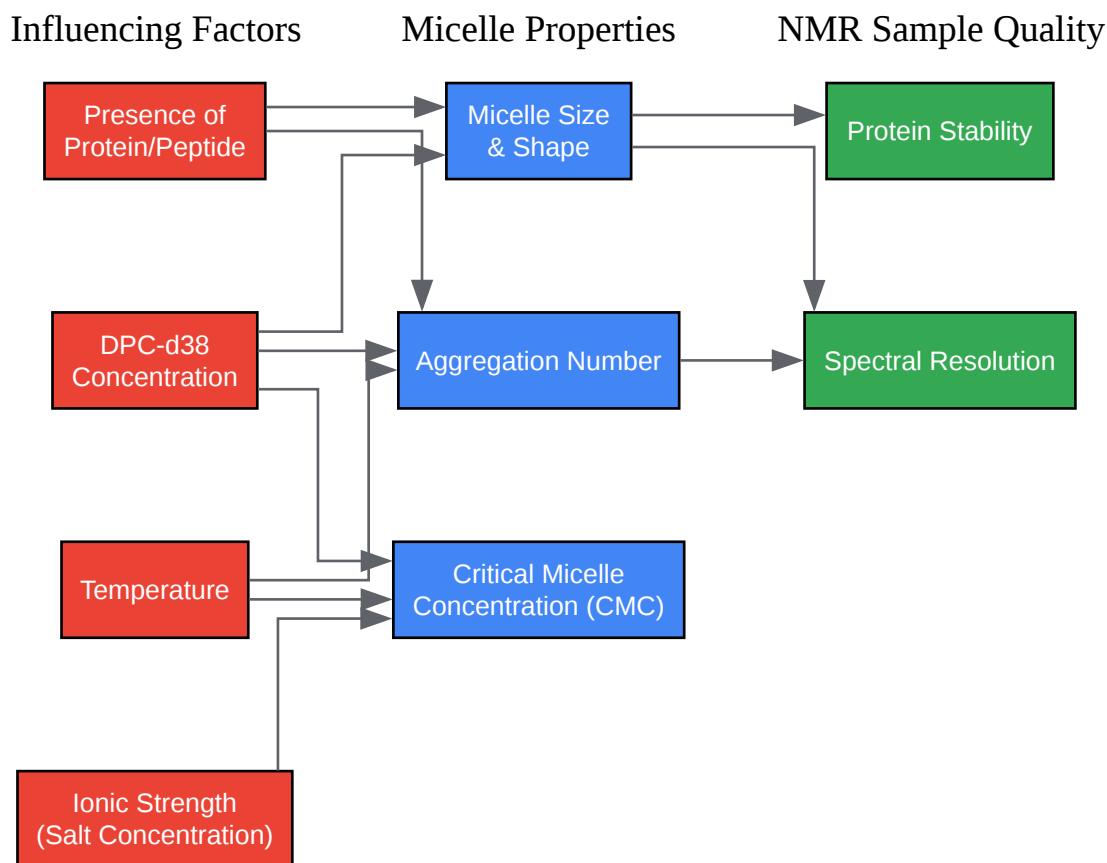 Influencing Factors
Micelle Properties
NMR Sample Quality
Presence of
Protein/Peptide
Micelle Size
& Shape
Protein Stability
DPC-d38
Concentration
Aggregation Number
Spectral Resolution
Temperature
Critical Micelle
Concentration (CMC)
Ionic Strength
(Salt Concentration)